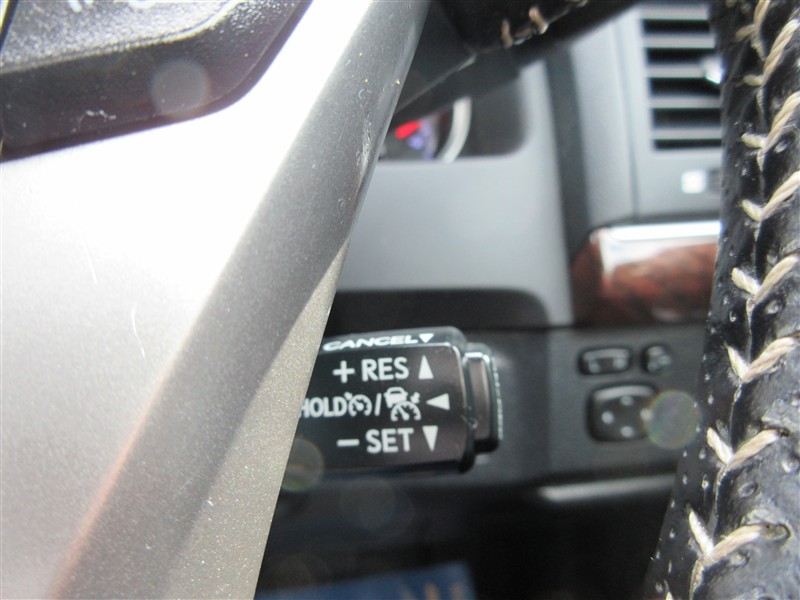 CANCEL▼
+ RES ▲
HOLD / ◀
− SET ▼